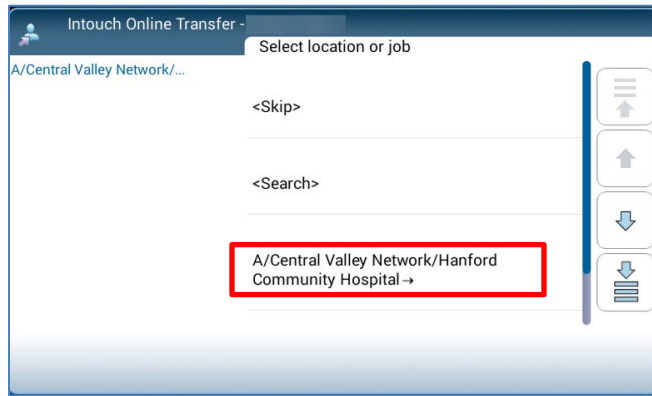 Intouch Online Transfer -
Select location or job
A/Central Valley Network/...
<Skip>
<Search>
A/Central Valley Network/Hanford
Community Hospital→